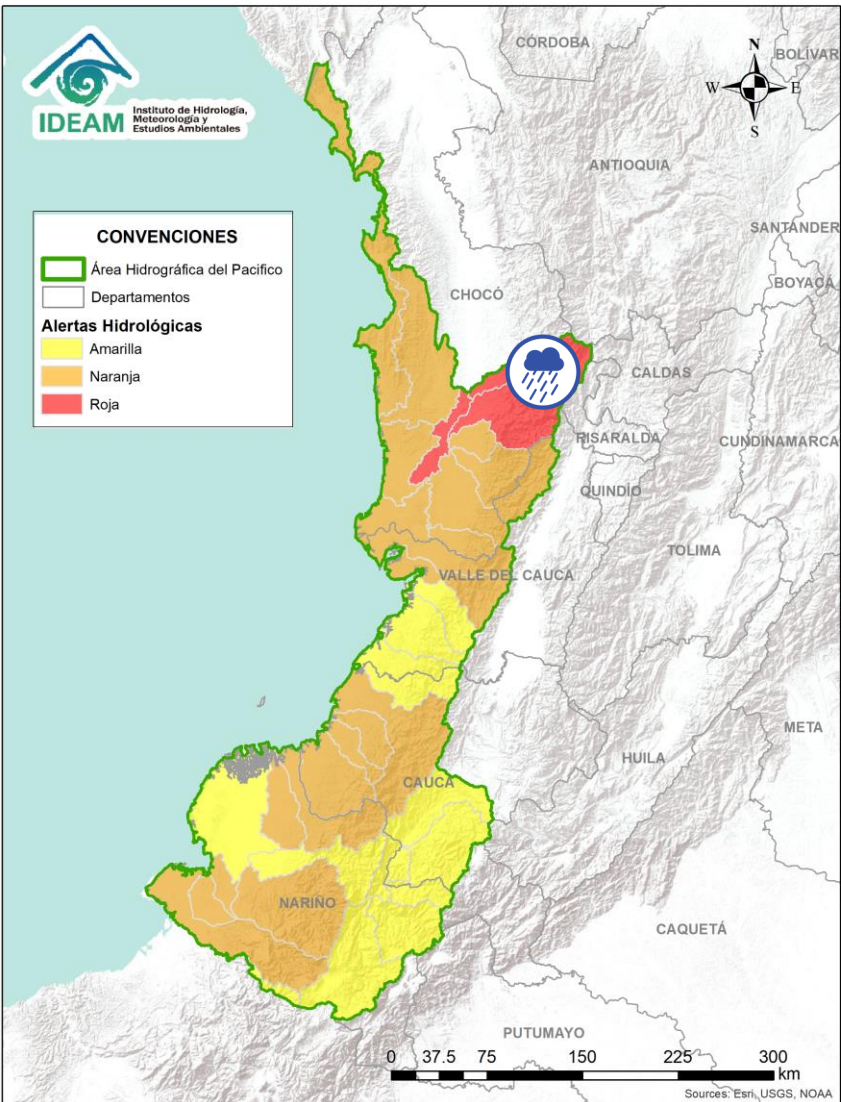 IDEAM
Instituto de Hidrología,
Meteorología y
Estudios Ambientales
N
W
E
S
CONVENCIONES
Área Hidrográfica del Pacifico
Departamentos
Alertas Hidrológicas
Amarilla
Naranja
Roja
CÓRDOBA
BOLÍVAR
ANTIOQUIA
SANTANDER
BOYACÁ
CHOCÓ
CALDAS
RISARALDA
CUNDINAMARCA
QUINDÍO
TOLIMA
VALLE DEL CAUCA
META
HUILA
CAUCA
NARIÑO
CAQUETÁ
PUTUMAYO
0 37.5 75 150 225 300
km
Sources: Esri, USGS, NOAA